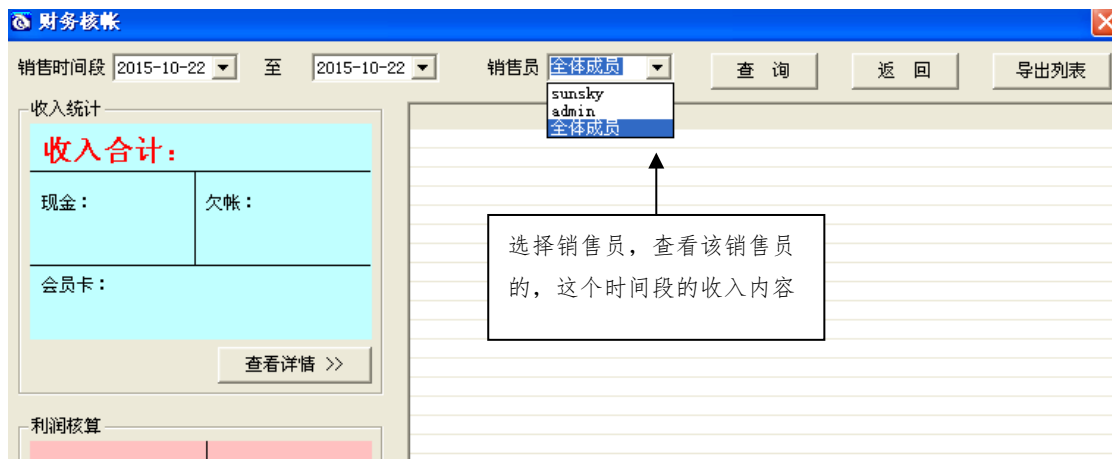 财务核帐
销售时间段 2015-10-22 至 2015-10-22 销售员 全体成员 查 询 返 回 导出列表
sunsky
admin
全体成员
收入统计
收入合计：
现金： 欠帐：
会员卡：
选择销售员，查看该销售员
的，这个时间段的收入内容
查看详情 >>
利润核算